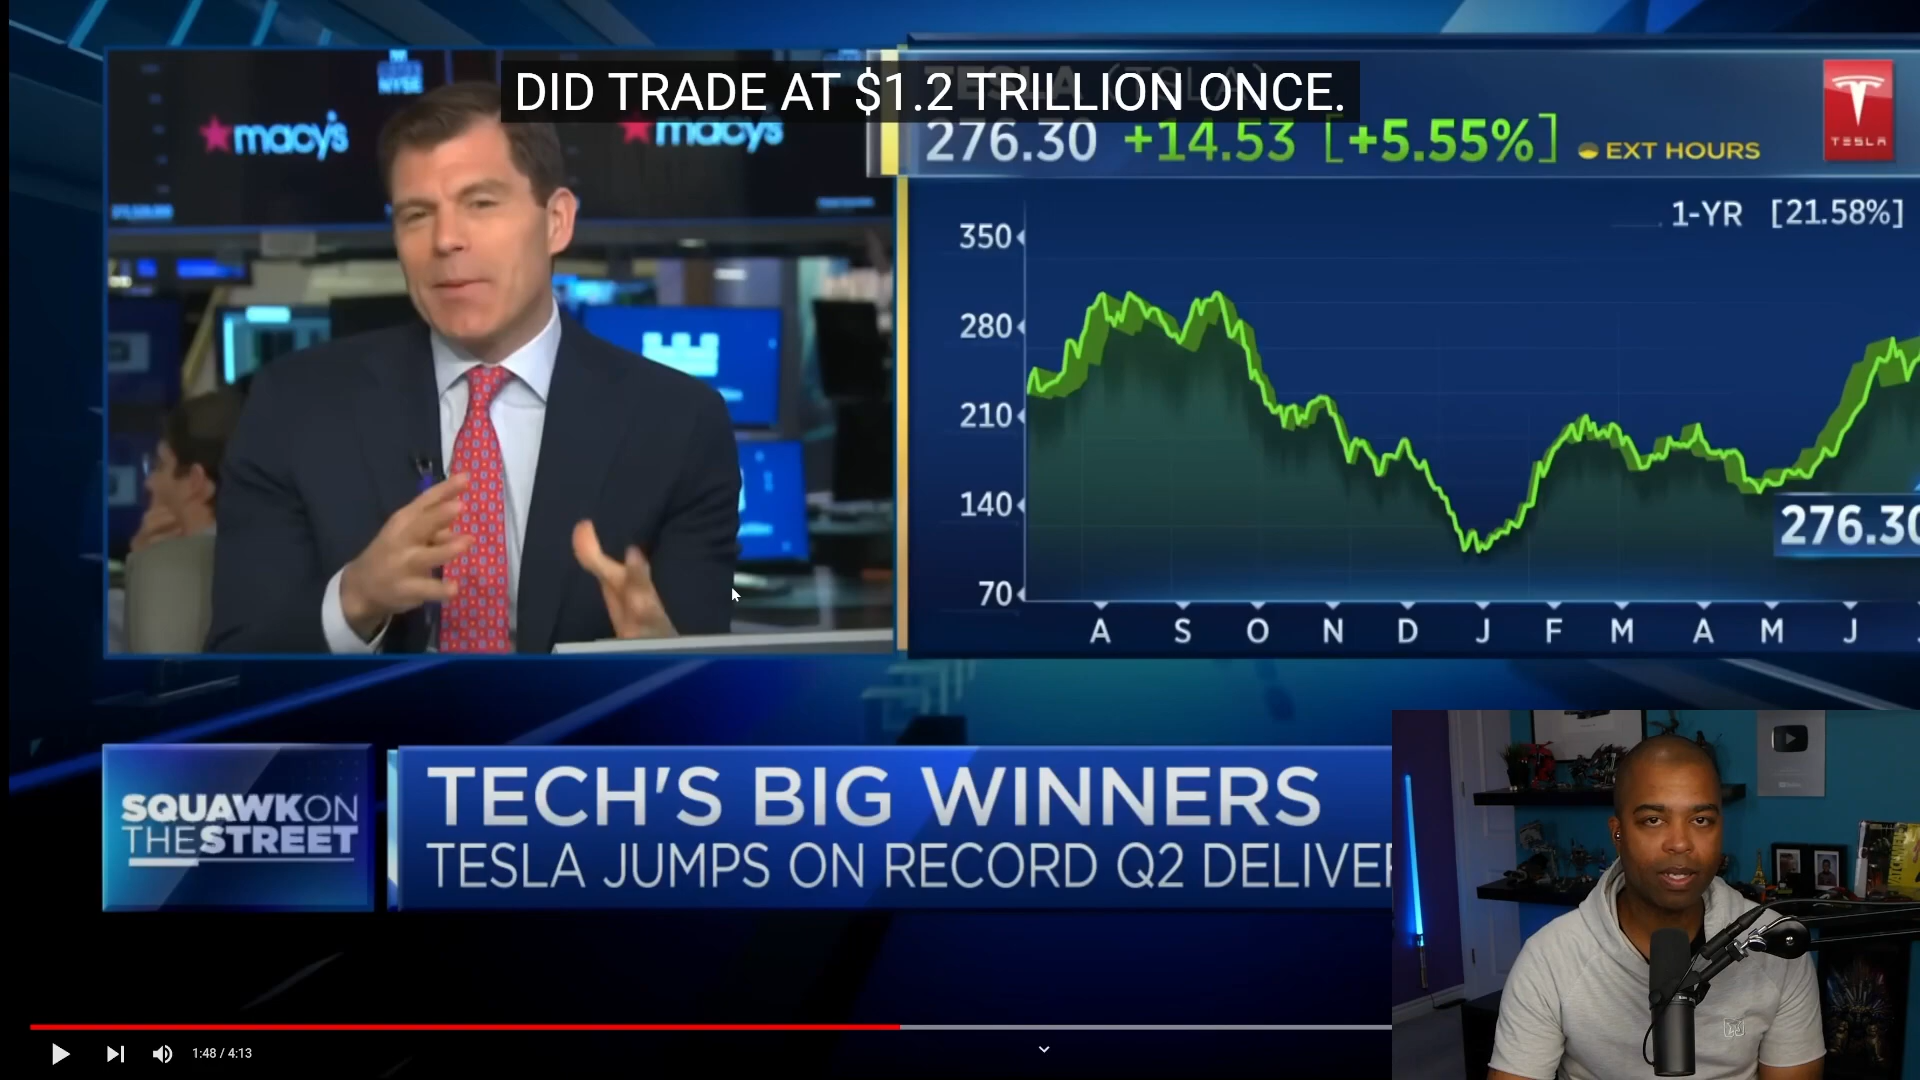 DID TRADE AT $1.2 TRILLION ONCE.
NYSE
macy's
macy's
276.30 +14.53 [+5.55%] EXT HOURS
TESLA
1-YR [21.58%]
350
280
210
140
70
276.30
A S O N D J F M A M J
SQUAWK ON
THE STREET
TECH'S BIG WINNERS
TESLA JUMPS ON RECORD Q2 DELIVER
1:48 / 4:13